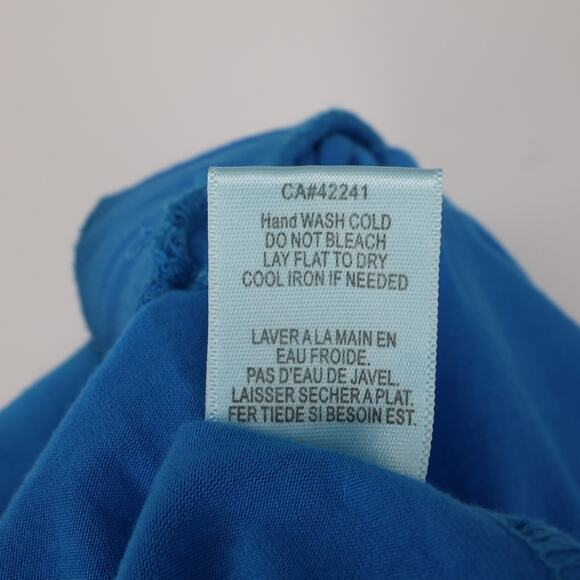 CA#42241
Hand WASH COLD
DO NOT BLEACH
LAY FLAT TO DRY
COOL IRON IF NEEDED
LAVER A LA MAIN EN
EAU FROIDE.
PAS D'EAU DE JAVEL.
LAISSER SECHER A PLAT.
FER TIEDE SI BESOIN EST.